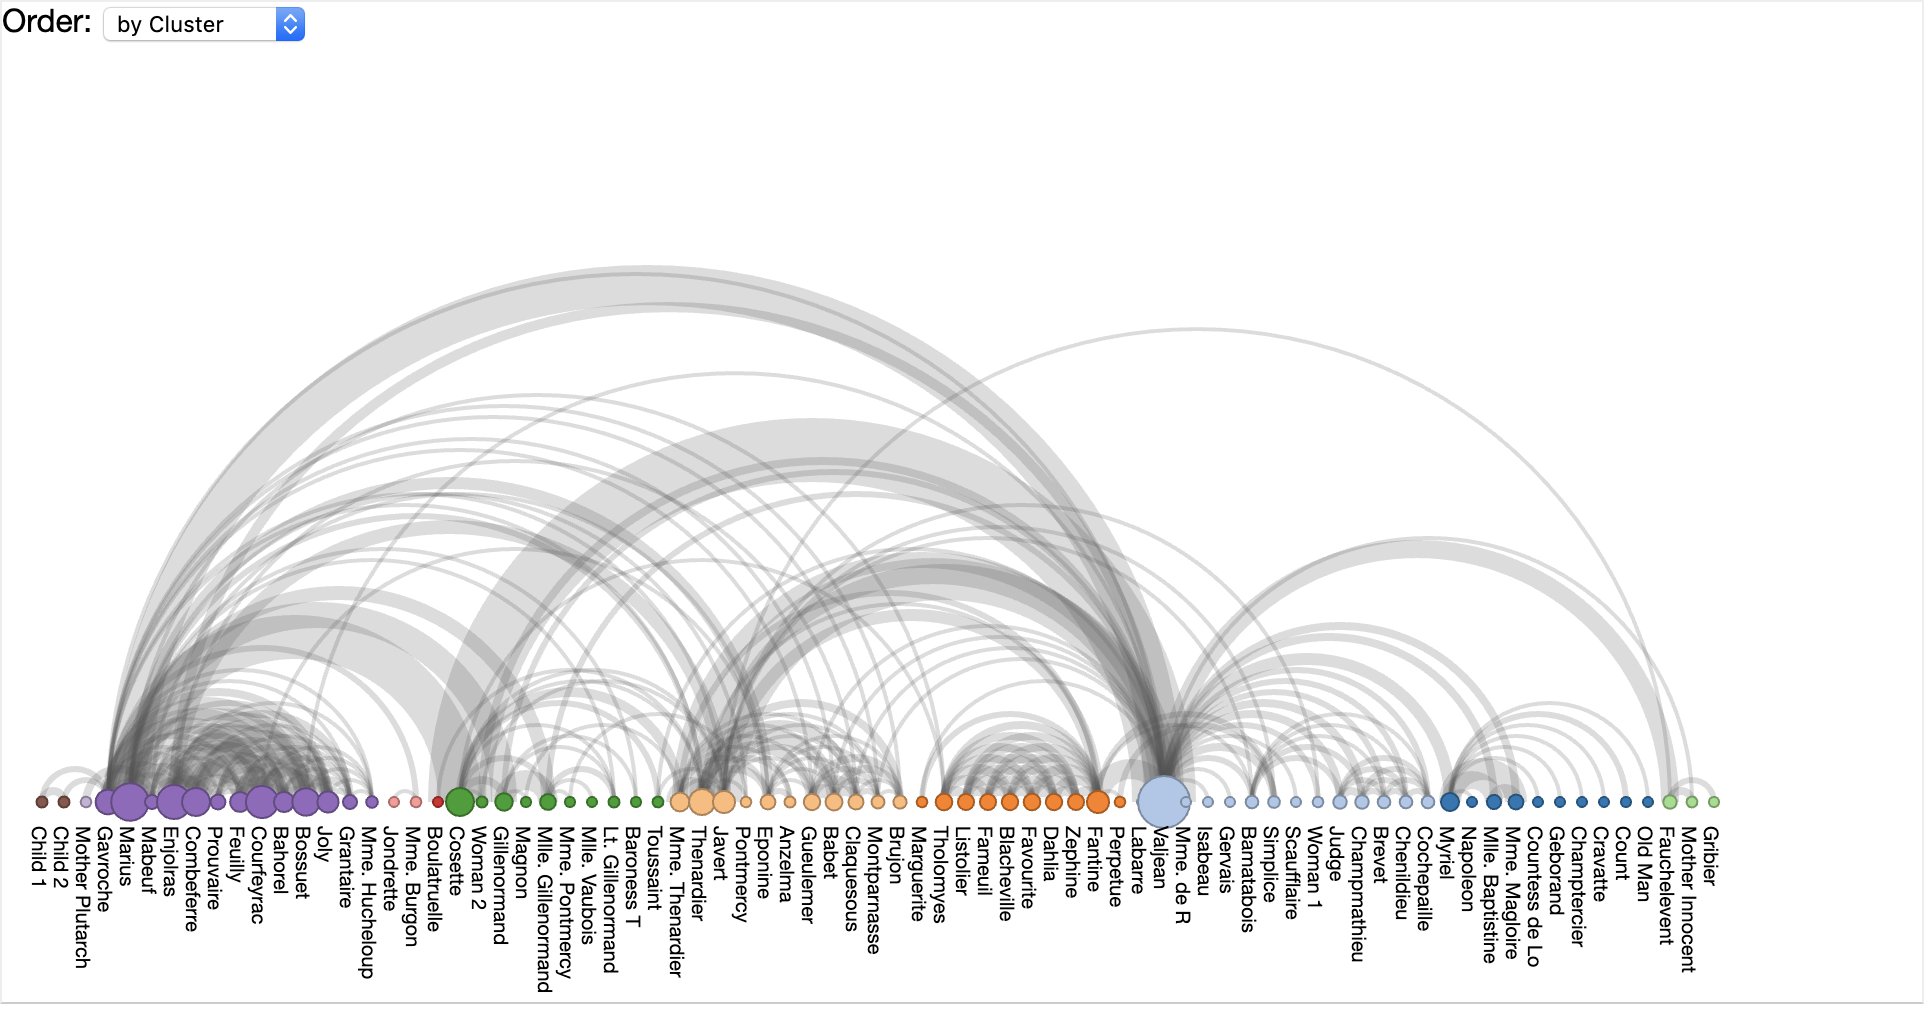 Order: by Cluster
Child 1
Child 2
Mother Plutarch
Gavroche
Marius
Mabeuf
Enjolras
Combeferre
Prouvaire
Feuilly
Courfeyrac
Bahorel
Bossuet
Joly
Grantaire
Mme. Hucheloup
Jondrette
Mme. Burgon
Boulatruelle
Cosette
Woman 2
Gillenormand
Magnon
Mlle. Gillenormand
Mme. Pontmercy
Mlle. Vaubois
Lt. Gillenormand
Baroness T
Toussaint
Mme. Thenardier
Thenardier
Javert
Pontmercy
Eponine
Anzelma
Gueulemer
Babet
Claquesous
Montparnasse
Brujon
Marguerite
Tholomyes
Listolier
Fameuil
Blacheville
Favourite
Dahlia
Zephine
Fantine
Perpetue
Labarre
Valjean
Mme. de R
Isabeau
Gervais
Bamatabois
Simplice
Scaufflaire
Woman 1
Judge
Champmathieu
Brevet
Chenildieu
Cochepaille
Myriel
Napoleon
Mlle. Baptistine
Mme. Magloire
Countess de Lo
Geborand
Champtercier
Cravatte
Count
Old Man
Fauchelevent
Mother Innocent
Gribier